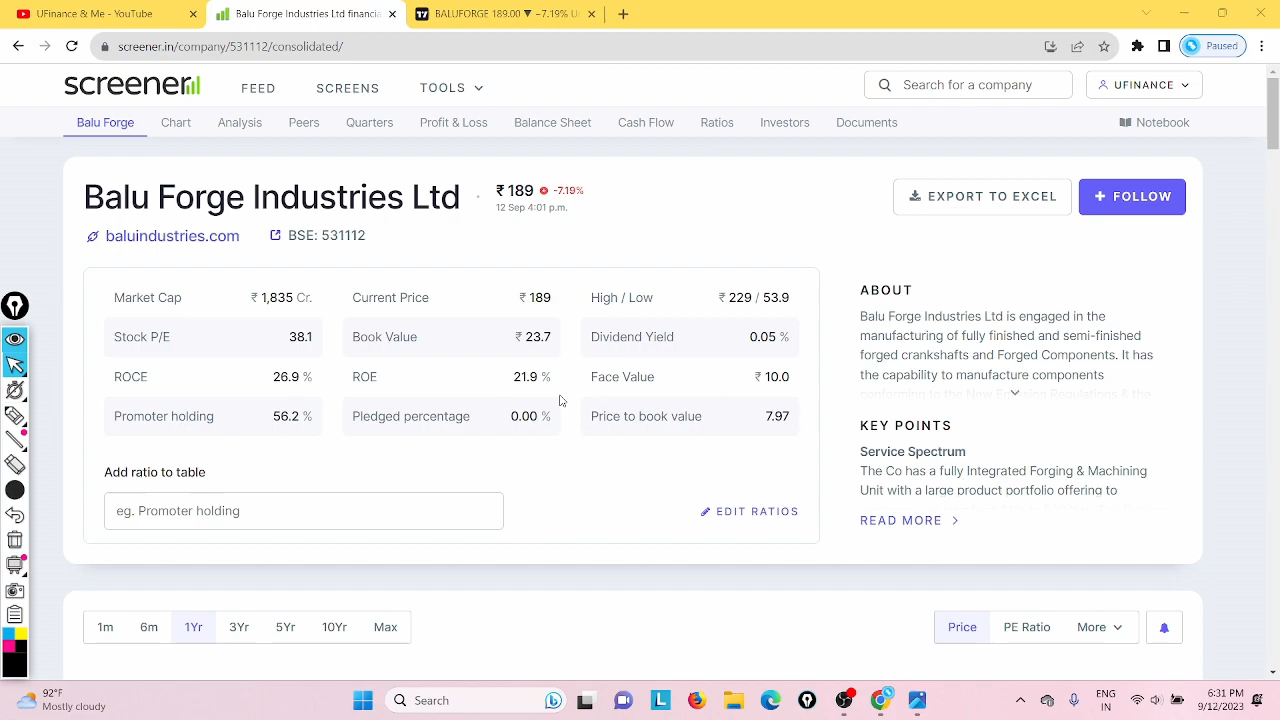 UFinance & Me - YouTube
Balu Forge Industries Ltd financia
BALUFORGE 189.00 ▼ −7.19% U
screener.in/company/531112/consolidated/
Paused
screener
FEED
SCREENS
TOOLS
Search for a company
UFINANCE
Balu Forge
Chart
Analysis
Peers
Quarters
Profit & Loss
Balance Sheet
Cash Flow
Ratios
Investors
Documents
Notebook
Balu Forge Industries Ltd
₹ 189
-7.19%
12 Sep 4:01 p.m.
EXPORT TO EXCEL
FOLLOW
baluindustries.com
BSE: 531112
Market Cap ₹ 1,835 Cr.
Current Price ₹ 189
High / Low ₹ 229 / 53.9
Stock P/E 38.1
Book Value ₹ 23.7
Dividend Yield 0.05 %
ROCE 26.9 %
ROE 21.9 %
Face Value ₹ 10.0
Promoter holding 56.2 %
Pledged percentage 0.00 %
Price to book value 7.97
Add ratio to table
eg. Promoter holding
EDIT RATIOS
ABOUT
Balu Forge Industries Ltd is engaged in the
manufacturing of fully finished and semi-finished
forged crankshafts and Forged Components. It has
the capability to manufacture components
conforming to the New Emission Regulations & the
KEY POINTS
Service Spectrum
The Co has a fully Integrated Forging & Machining
Unit with a large product portfolio offering to
READ MORE
1m
6m
1Yr
3Yr
5Yr
10Yr
Max
Price
PE Ratio
More
92°F
Mostly cloudy
Search
ENG
IN
6:31 PM
9/12/2023